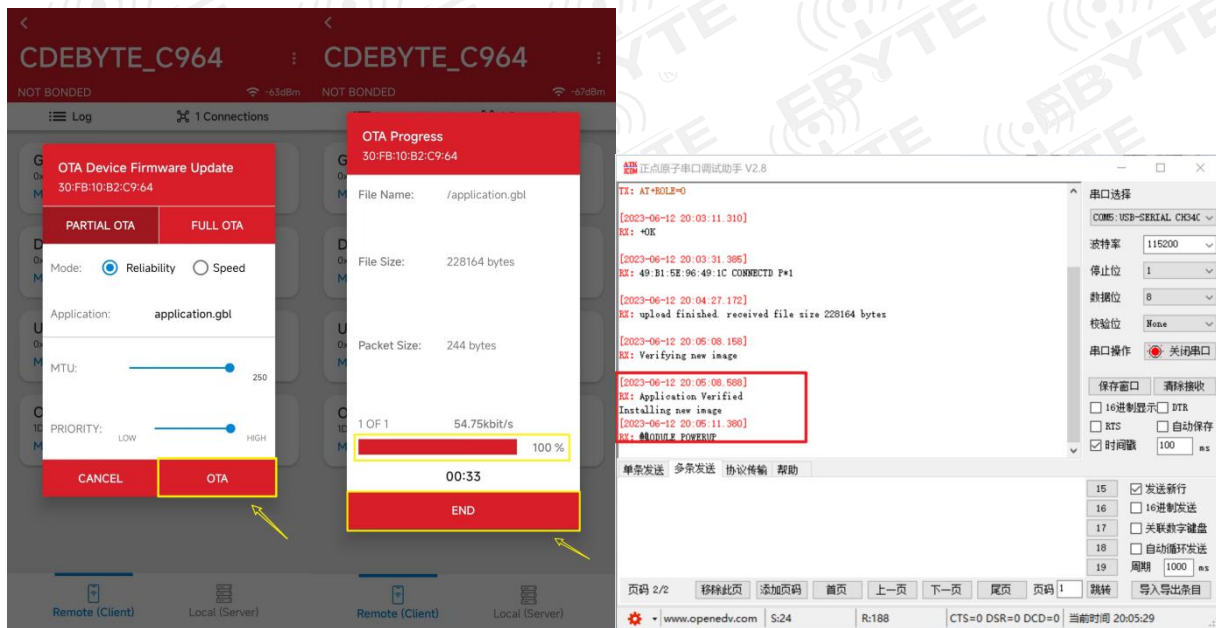 CDEBYTE_C964
NOT BONDED -63dBm
Log 1 Connections
OTA Device Firmware Update
30:FB:10:B2:C9:64
PARTIAL OTA FULL OTA
Mode: Reliability Speed
Application: application.gbl
MTU: 250
PRIORITY: LOW HIGH
CANCEL OTA
Remote (Client) Local (Server)
CDEBYTE_C964
NOT BONDED -67dBm
OTA Progress
30:FB:10:B2:C9:64
File Name: /application.gbl
File Size: 228164 bytes
Packet Size: 244 bytes
1 OF 1 54.75kbit/s
100 %
00:33
END
Remote (Client) Local (Server)
EBYTE
EBYTE
ATK
XCOM 正点原子串口调试助手 V2.8
TX: AT+ROLE=0
[2023-06-12 20:03:11.310]
RX: +OK
[2023-06-12 20:03:31.385]
RX: 49:B1:5E:96:49:1C CONNECTD P*1
[2023-06-12 20:04:27.172]
RX: upload finished. received file size 228164 bytes
[2023-06-12 20:05:08.158]
RX: Verifying new image
[2023-06-12 20:05:08.588]
RX: Application Verified
Installing new image
[2023-06-12 20:05:11.380]
RX: MODULE POWERUP
串口选择
COM5:USB-SERIAL CH34C
波特率 115200
停止位 1
数据位 8
校验位 None
串口操作 关闭串口
保存窗口 清除接收
16进制显示 DTR
RTS 自动保存
时间戳 100 ms
单条发送 多条发送 协议传输 帮助
15 发送新行
16 16进制发送
17 关联数字键盘
18 自动循环发送
19 周期 1000 ms
页码 2/2 移除此页 添加页码 首页 上一页 下一页 尾页 页码 1 跳转 导入导出条目
www.openedv.com S:24 R:188 CTS=0 DSR=0 DCD=0 当前时间 20:05:29